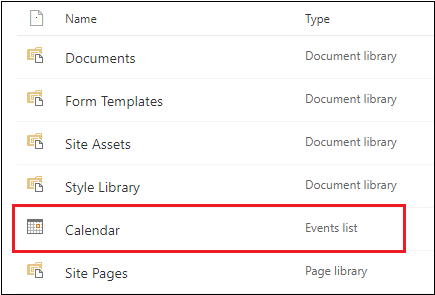 Name Type
Documents Document library
Form Templates Document library
Site Assets Document library
Style Library Document library
Calendar Events list
Site Pages Page library